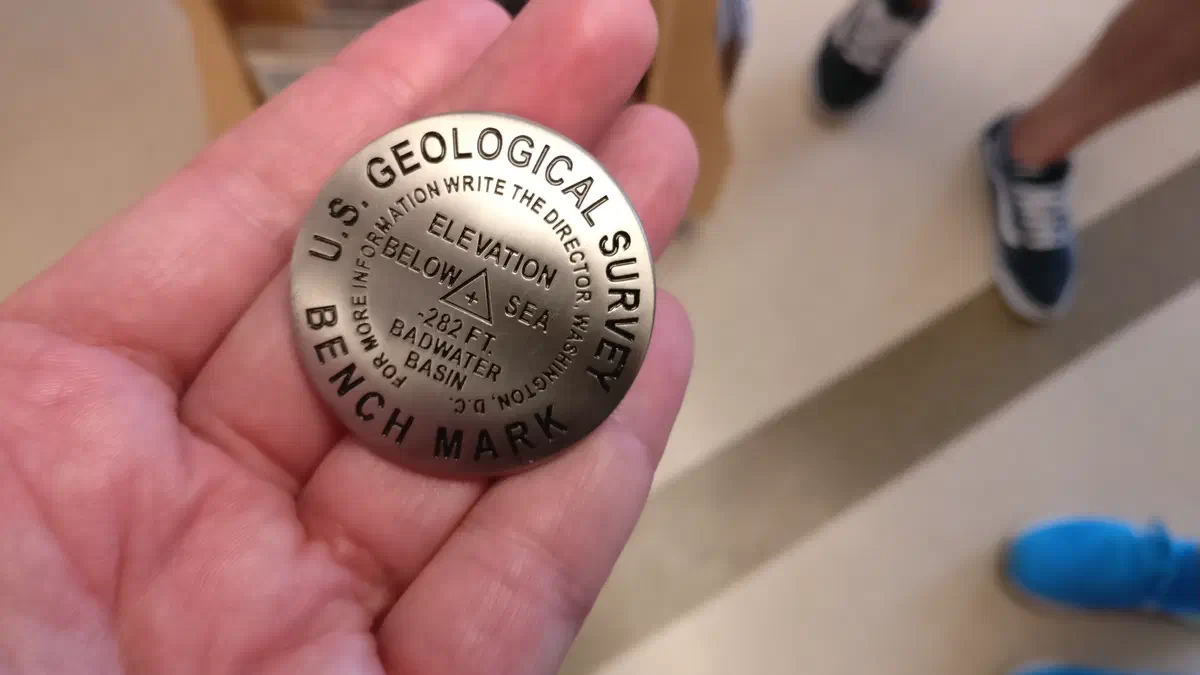 U.S. GEOLOGICAL SURVEY
FOR MORE INFORMATION WRITE THE DIRECTOR, WASHINGTON, D.C.
ELEVATION
BELOW + SEA
-282 FT.
BADWATER
BASIN
BENCH MARK